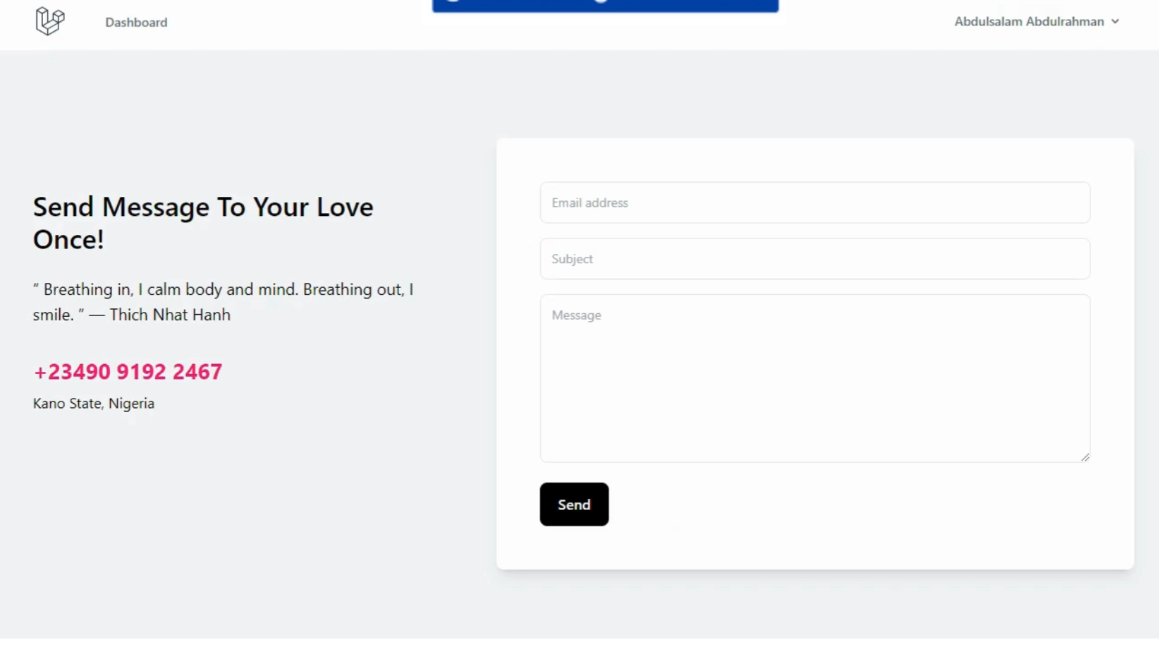 Dashboard
Abdulsalam Abdulrahman
Send Message To Your Love
Once!
“ Breathing in, I calm body and mind. Breathing out, I
smile. ” — Thich Nhat Hanh
+23490 9192 2467
Kano State, Nigeria
Email address
Subject
Message
Send